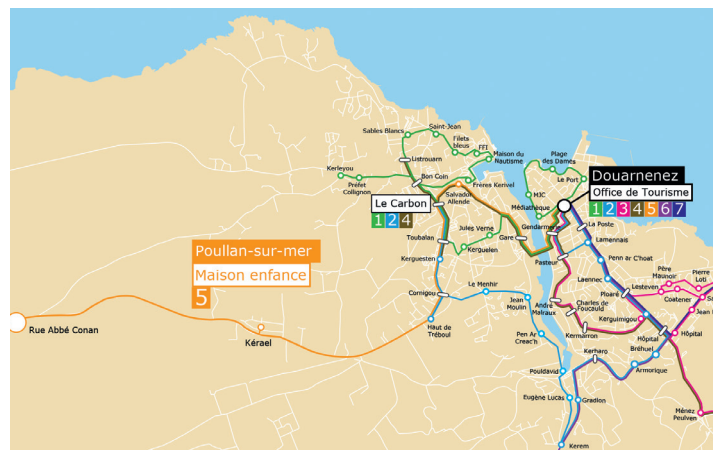 Saint-Jean
Sables Blancs
Filets
bleus
FFI
Maison du
Nautisme
Listrouarn
Plage
des Dames
Kerleyou
Bon Coin
Préfet
Collignon
Frères Kerivel
Salvador
Allende
Le Port
MJC
Médiathèque
Douarnenez
Office de Tourisme
1 2 3 4 5 6 7
Le Carbon
1 2 4
Jules Verne
Gare
Gendarmerie
La Poste
Toubalan
Kerguelen
Lamennais
Poullan-sur-mer
Maison enfance
5
Kerguesten
Pasteur
Penn ar C'hoat
Père
Maunoir
Pierre
Loti
Laennec
Lesteven
Ploaré
Coatener
Cornigou
Le Menhir
Jean
Moulin
André
Malraux
Charles de
Foucauld
Kerguimigou
Jean
Rue Abbé Conan
Kérael
Haut de
Tréboul
Pen Ar
Creac'h
Kermarron
Hôpital
Hôpital
Kerharo
Bréhuel
Pouldavid
Armorique
Eugène Lucas
Gradlon
Ménez
Peulven
Kerem